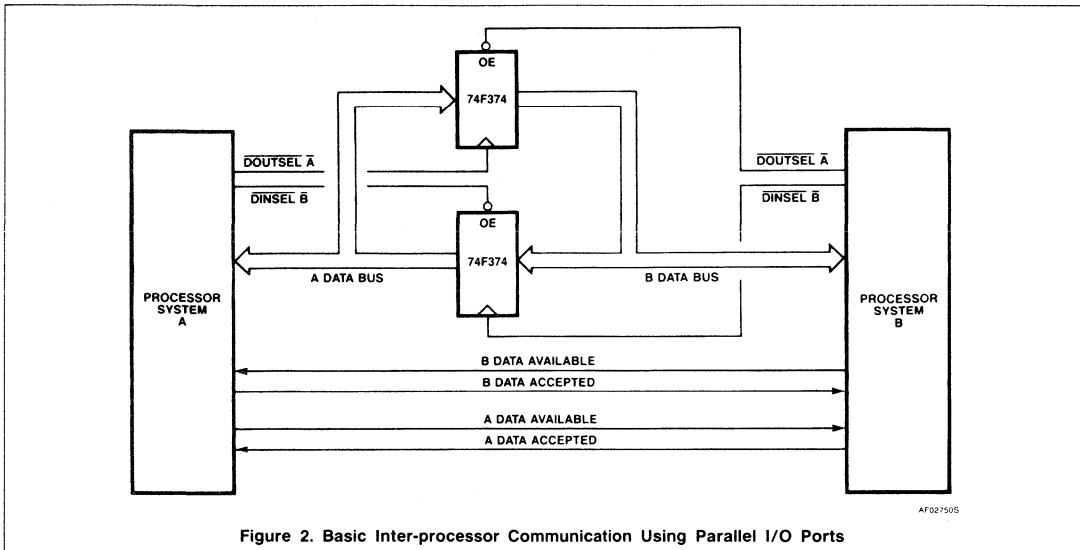 OE
74F374
DOUTSEL A
DINSEL B
DOUTSEL A
DINSEL B
OE
74F374
A DATA BUS
B DATA BUS
PROCESSOR
SYSTEM
A
PROCESSOR
SYSTEM
B
B DATA AVAILABLE
B DATA ACCEPTED
A DATA AVAILABLE
A DATA ACCEPTED
AF02750S
Figure 2. Basic Inter-processor Communication Using Parallel I/O Ports